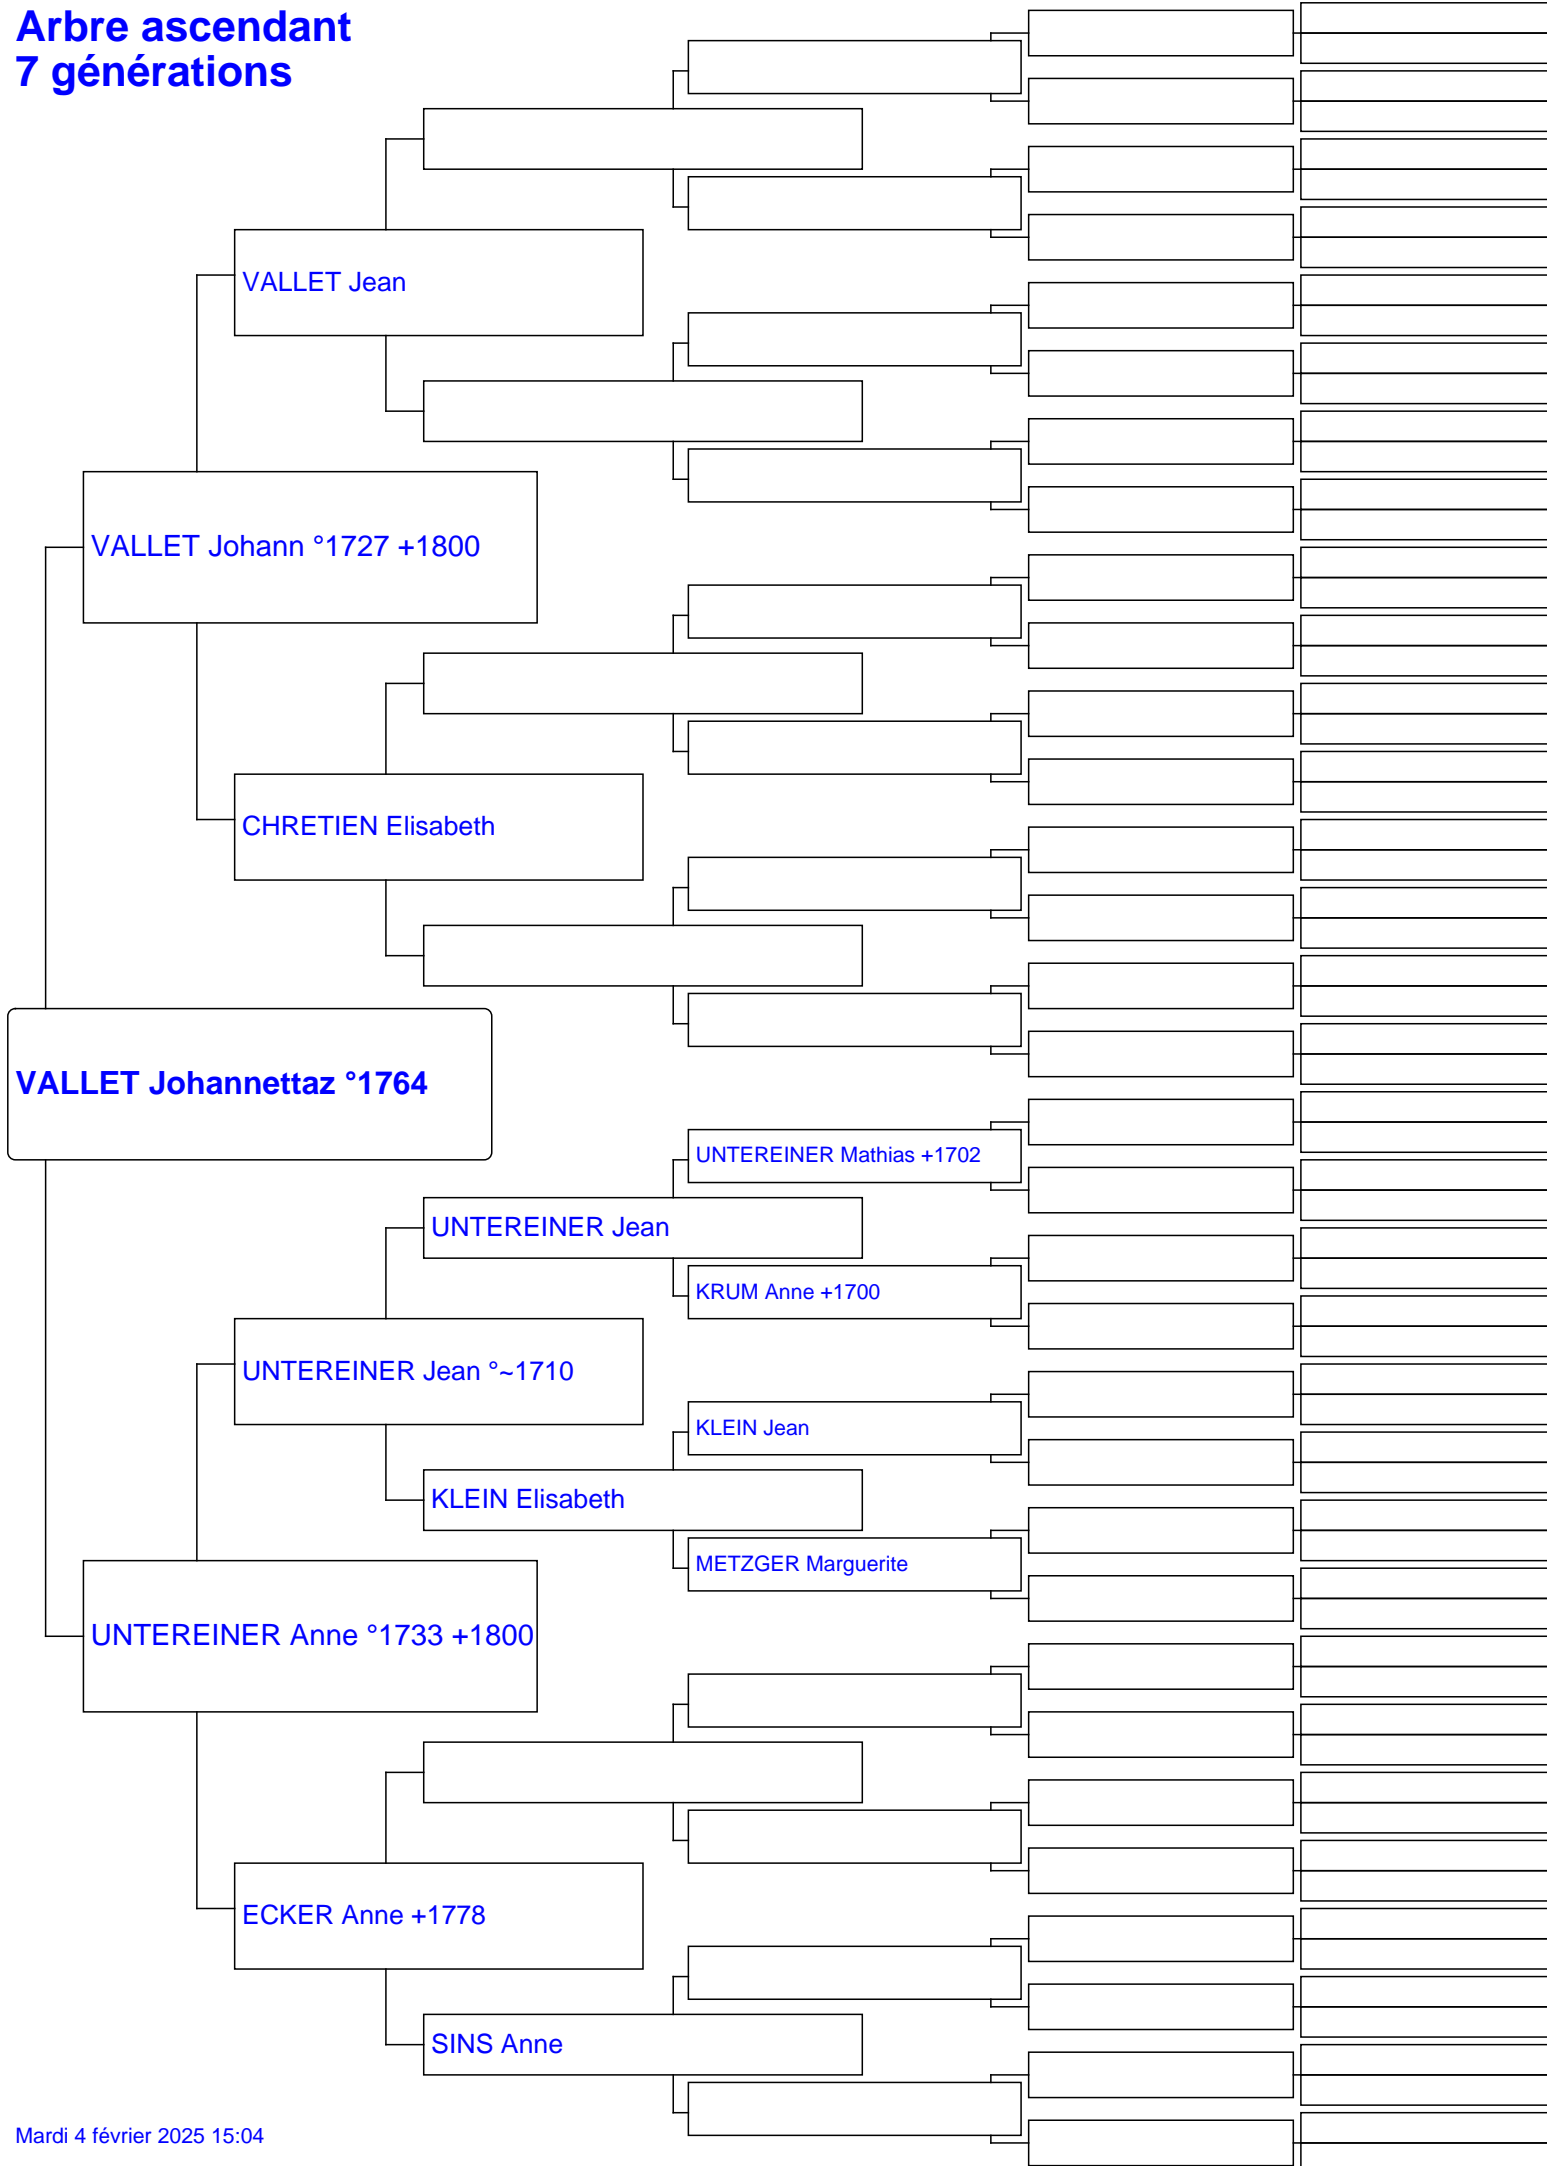 Arbre ascendant
7 générations
VALLET Jean
VALLET Johann °1727 +1800
CHRETIEN Elisabeth
VALLET Johannettaz °1764
UNTEREINER Mathias +1702
UNTEREINER Jean
KRUM Anne +1700
UNTEREINER Jean °~1710
KLEIN Jean
KLEIN Elisabeth
METZGER Marguerite
UNTEREINER Anne °1733 +1800
ECKER Anne +1778
SINS Anne
Mardi 4 février 2025 15:04